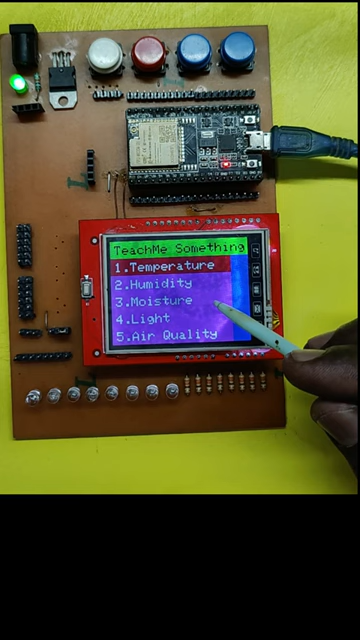 TeachMe Something
1.Temperature
2.Humidity
3.Moisture
4.Light
5.Air Quality